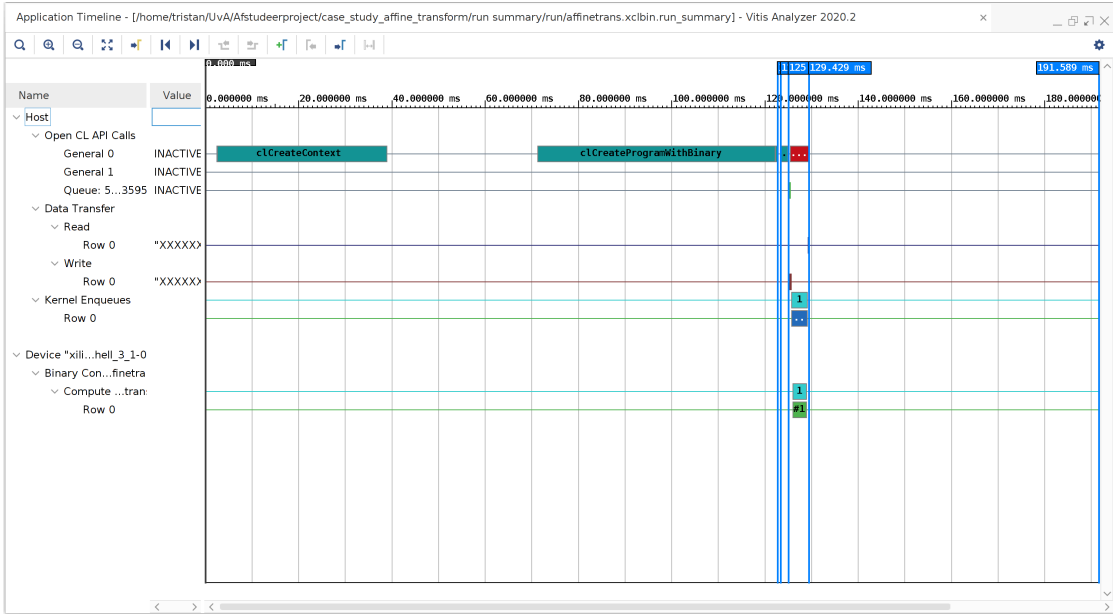 Application Timeline - [/home/tristan/UvA/Afstudeerproject/case_study_affine_transform/run summary/run/affinetrans.xclbin.run_summary] - Vitis Analyzer 2020.2
0.000 ms
125 129.429 ms 191.589 ms
Name Value
0.000000 ms 20.000000 ms 40.000000 ms 60.000000 ms 80.000000 ms 100.000000 ms 120.000000 ms 140.000000 ms 160.000000 ms 180.000000
Host
Open CL API Calls
General 0 INACTIVE clCreateContext clCreateProgramWithBinary ...
General 1 INACTIVE
Queue: 5...3595 INACTIVE
Data Transfer
Read
Row 0 "XXXXXX
Write
Row 0 "XXXXXX
Kernel Enqueues 1
Row 0 ..
Device "xili...hell_3_1-0
Binary Con...finetra
Compute ...tran: 1
Row 0 #1